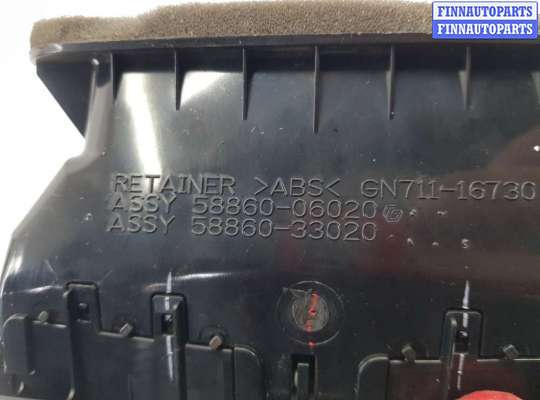 FINNAUTOPARTS
FINNAUTOPARTS
RETAINER >ABS< GN711-16730
ASSY 58860-06020
ASSY 58860-33020